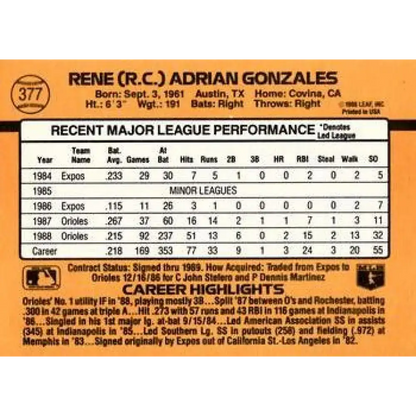 377
RENE (R.C.) ADRIAN GONZALES
Born: Sept. 3, 1961 Austin, TX Home: Covina, CA
Ht.: 6'3" Wgt.: 191 Bats: Right Throws: Right
© 1988 LEAF, INC.
Printed in USA
RECENT MAJOR LEAGUE PERFORMANCE *Denotes Led League
Year Team Name Bat. Avg. Games At Bat Hits Runs 2B 3B HR RBI Steal Walk SO
1984 Expos .233 29 30 7 5 1 0 0 2 0 2 5
1985 MINOR LEAGUES
1986 Expos .115 11 26 3 1 0 0 0 0 0 2 7
1987 Orioles .267 37 60 16 14 2 1 1 7 1 3 11
1988 Orioles .215 92 237 51 13 6 0 2 15 2 13 32
Career .218 169 353 77 33 9 1 3 24 3 20 55
Contract Status: Signed thru 1989. How Acquired: Traded from Expos to
Orioles 12/16/86 for C John Stefero and P Dennis Martinez
CAREER HIGHLIGHTS
Orioles' No. 1 utility IF in '88, playing mostly 3B...Split '87 between O's and Rochester, batting
.300 in 42 games at triple A...Hit .273 with 57 runs and 43 RBI in 116 games at Indianapolis in
'86...Singled in his 1st major lg. at-bat 9/15/84...Led American Association SS in assists
(345) at Indianapolis in '85...Led Southern Lg. SS in putouts (258) and fielding (.972) at
Memphis in '83...Signed originally by Expos out of California St.-Los Angeles in '82.